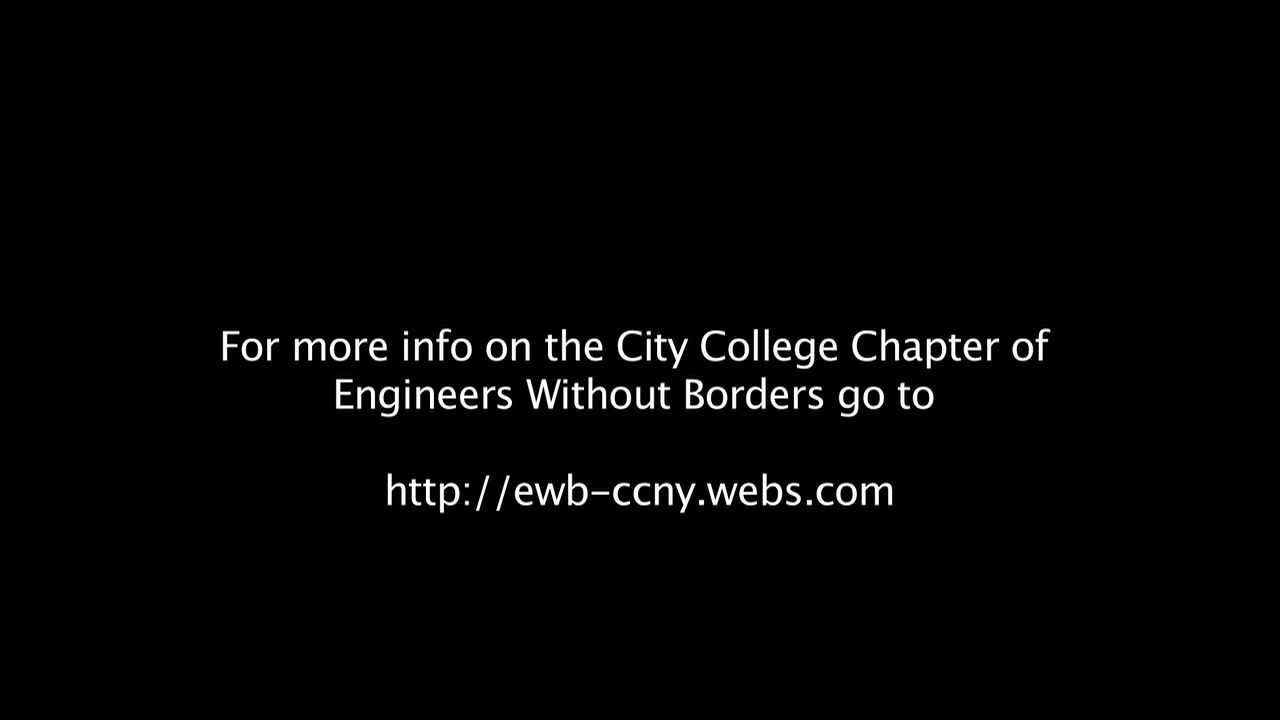 For more info on the City College Chapter of
Engineers Without Borders go to
http://ewb-ccny.webs.com